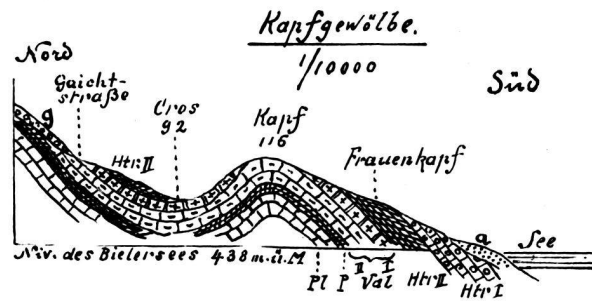 Kapfgewölbe.
1/10000
Nord
Süd
Gaicht-
straße
Cros
92
Kapf
116
Frauenkapf
g
Htr. II
a
See
Niv. des Bielersees 438 m.ü.M
Pl P II I
Val
Htr II
Htr I